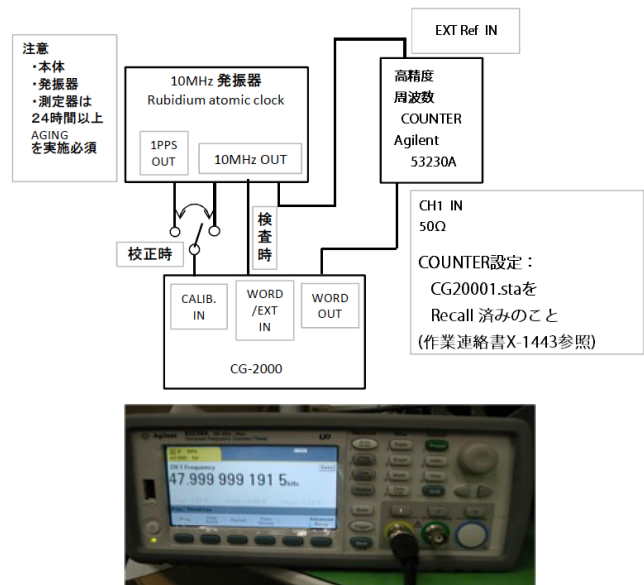 注意
・本体
・発振器
・測定器は
24時間以上
AGING
を実施必須
10MHz 発振器
Rubidium atomic clock
1PPS
OUT
10MHz OUT
校正時
検査時
CALIB.
IN
WORD
/EXT
IN
WORD
OUT
CG-2000
EXT Ref IN
高精度
周波数
COUNTER
Agilent
53230A
CH1 IN
50Ω
COUNTER設定：
CG20001.staを
Recall 済みのこと
(作業連絡書X-1443参照)
Agilent
CH 1 Frequency
47.999 999 191 5kHz